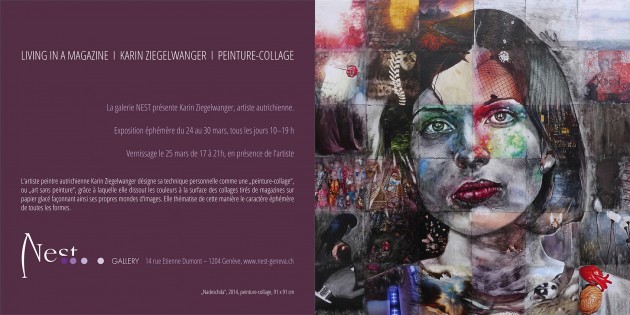 LIVING IN A MAGAZINE I KARIN ZIEGELWANGER I PEINTURE-COLLAGE
La galerie NEST présente Karin Ziegelwanger, artiste autrichienne.
Exposition éphémère du 24 au 30 mars, tous les jours 10–19 h
Vernissage le 25 mars de 17 à 21h, en présence de l'artiste
L'artiste peintre autrichienne Karin Ziegelwanger désigne sa technique personnelle comme une „peinture-collage",
ou „art sans peinture", grâce à laquelle elle dissout les couleurs à la surface des collages tirés de magazines sur
papier glacé façonnant ainsi ses propres mondes d'images. Elle thématise de cette manière le caractère éphémère
de toutes les formes.
Nest
GALLERY 14 rue Etienne Dumont – 1204 Genève, www.nest-geneva.ch
„Nadeschda", 2014, peinture-collage, 91 x 91 cm